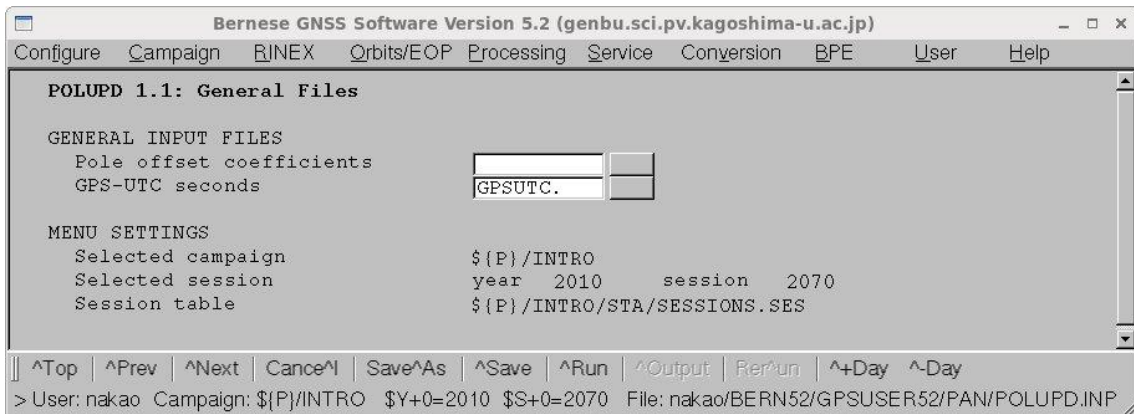 Bernese GNSS Software Version 5.2 (genbu.sci.pv.kagoshima-u.ac.jp)
Configure Campaign RINEX Orbits/EOP Processing Service Conversion BPE User Help
POLUPD 1.1: General Files
GENERAL INPUT FILES
Pole offset coefficients
GPS-UTC seconds GPSUTC.
MENU SETTINGS
Selected campaign ${P}/INTRO
Selected session year 2010 session 2070
Session table ${P}/INTRO/STA/SESSIONS.SES
^Top | ^Prev | ^Next | Cance^l | Save^As | ^Save | ^Run | ^Output | Rer^un | ^+Day ^-Day
> User: nakao Campaign: ${P}/INTRO $Y+0=2010 $S+0=2070 File: nakao/BERN52/GPSUSER52/PAN/POLUPD.INP